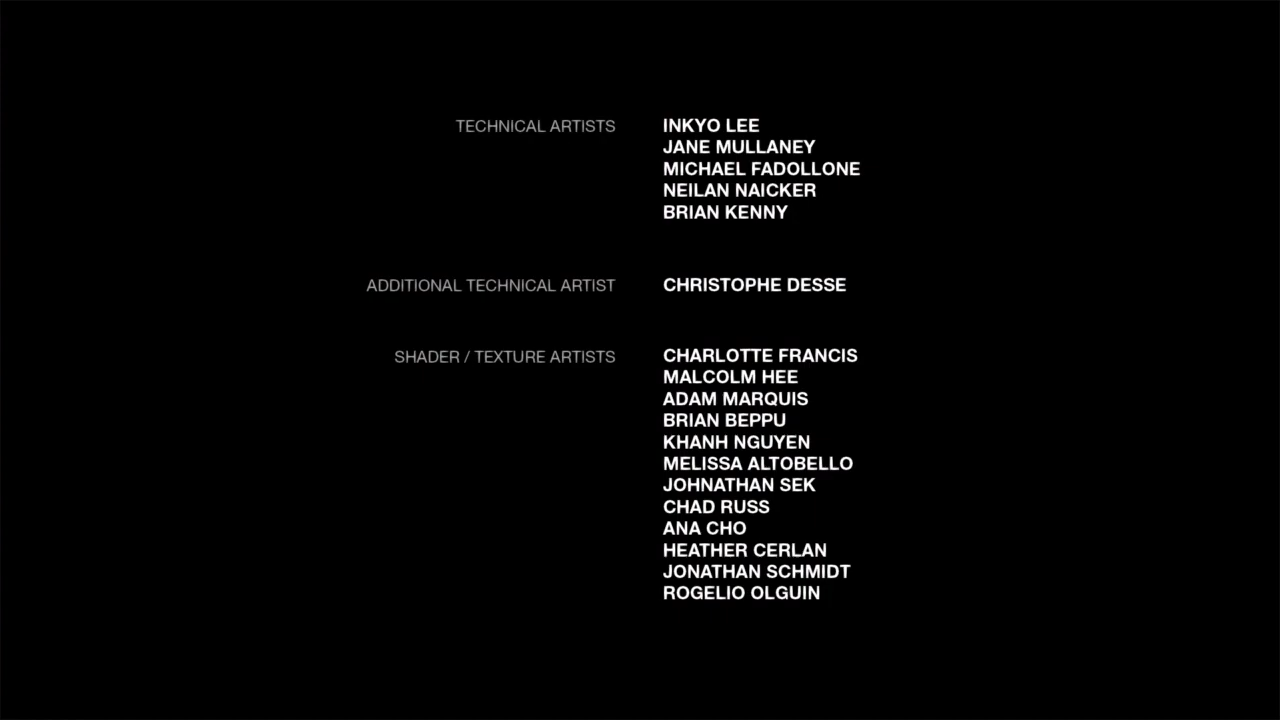 TECHNICAL ARTISTS INKYO LEE
JANE MULLANEY
MICHAEL FADOLLONE
NEILAN NAICKER
BRIAN KENNY
ADDITIONAL TECHNICAL ARTIST CHRISTOPHE DESSE
SHADER / TEXTURE ARTISTS CHARLOTTE FRANCIS
MALCOLM HEE
ADAM MARQUIS
BRIAN BEPPU
KHANH NGUYEN
MELISSA ALTOBELLO
JOHNATHAN SEK
CHAD RUSS
ANA CHO
HEATHER CERLAN
JONATHAN SCHMIDT
ROGELIO OLGUIN